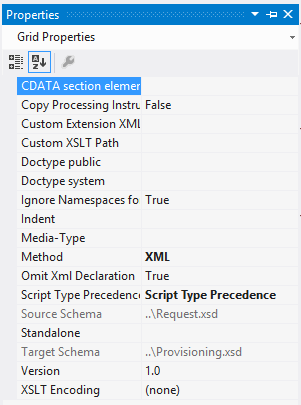 Properties
Grid Properties
CDATA section elemer
Copy Processing Instru False
Custom Extension XML
Custom XSLT Path
Doctype public
Doctype system
Ignore Namespaces fo True
Indent
Media-Type
Method XML
Omit Xml Declaration True
Script Type Precedence Script Type Precedence
Source Schema ..\Request.xsd
Standalone
Target Schema ..\Provisioning.xsd
Version 1.0
XSLT Encoding (none)